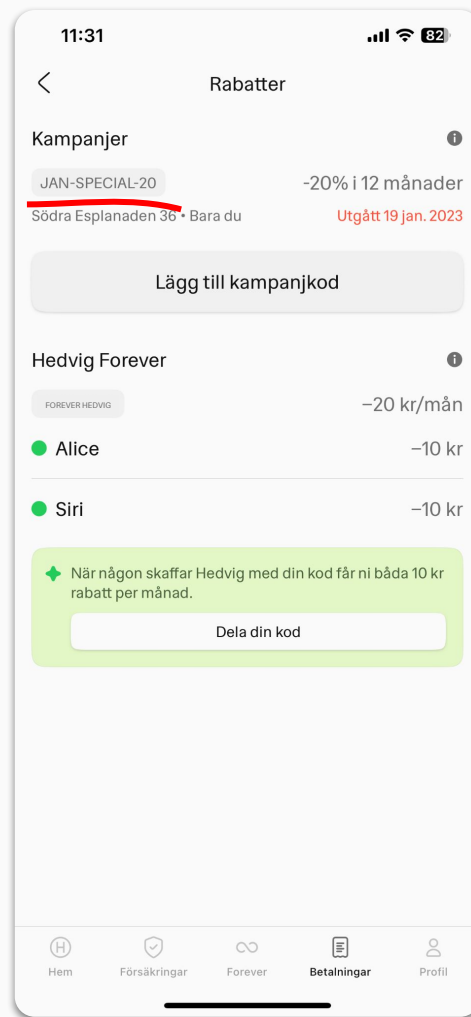 11:31
82
Rabatter
Kampanjer
JAN-SPECIAL-20
-20% i 12 månader
Södra Esplanaden 36 • Bara du
Utgått 19 jan. 2023
Lägg till kampanjkod
Hedvig Forever
FOREVER HEDVIG
−20 kr/mån
Alice
−10 kr
Siri
−10 kr
När någon skaffar Hedvig med din kod får ni båda 10 kr
rabatt per månad.
Dela din kod
H
Hem
Försäkringar
Forever
Betalningar
Profil